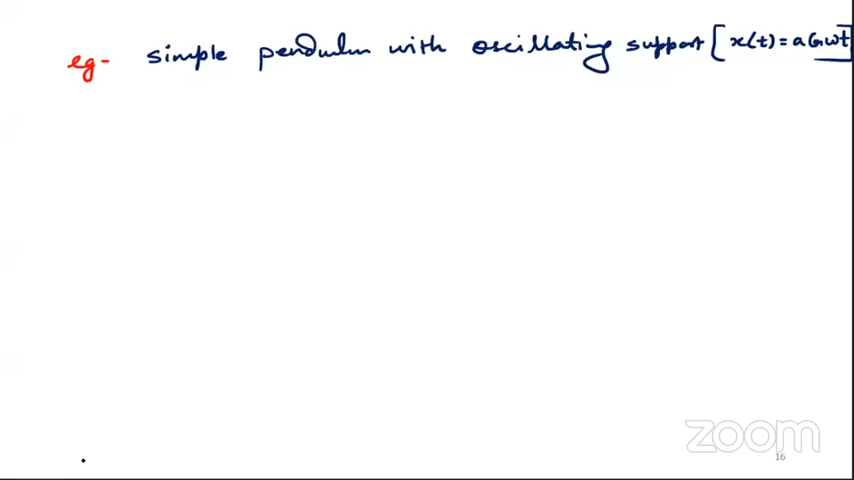 eg- simple pendulum with oscillating support [x(t) = a cos ωt]
zoom
16